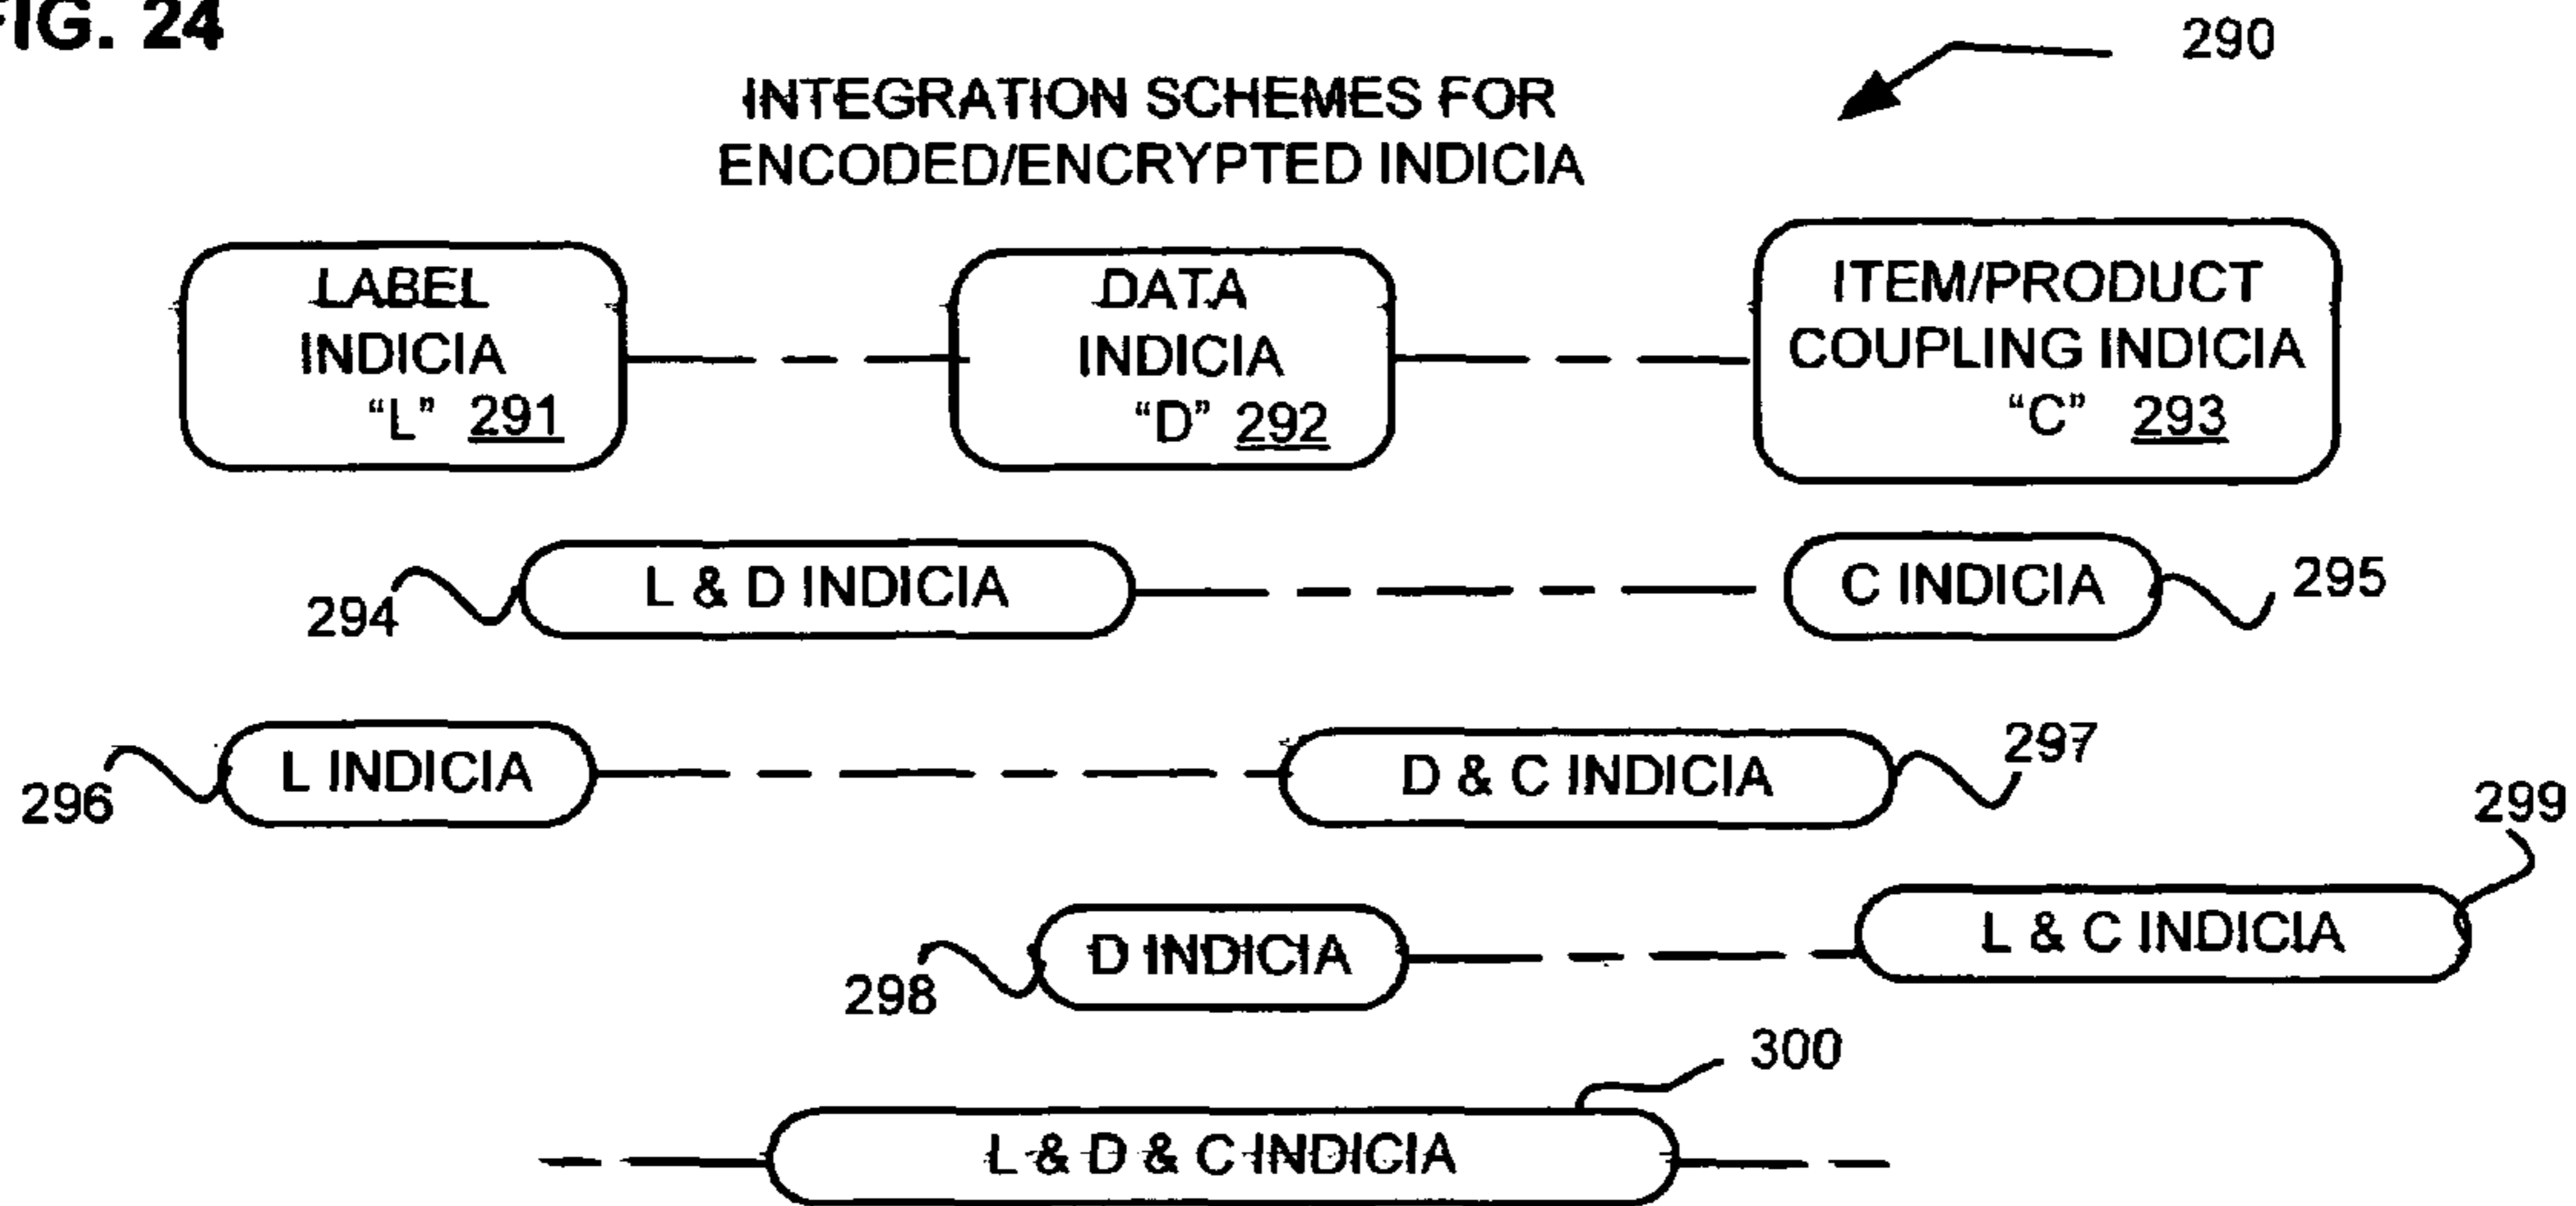 FIG. 24
290
INTEGRATION SCHEMES FOR
ENCODED/ENCRYPTED INDICIA
LABEL
INDICIA
“L” 291
DATA
INDICIA
“D” 292
ITEM/PRODUCT
COUPLING INDICIA
“C” 293
294
L & D INDICIA
C INDICIA
295
296
L INDICIA
D & C INDICIA
297
298
D INDICIA
L & C INDICIA
299
300
L & D & C INDICIA